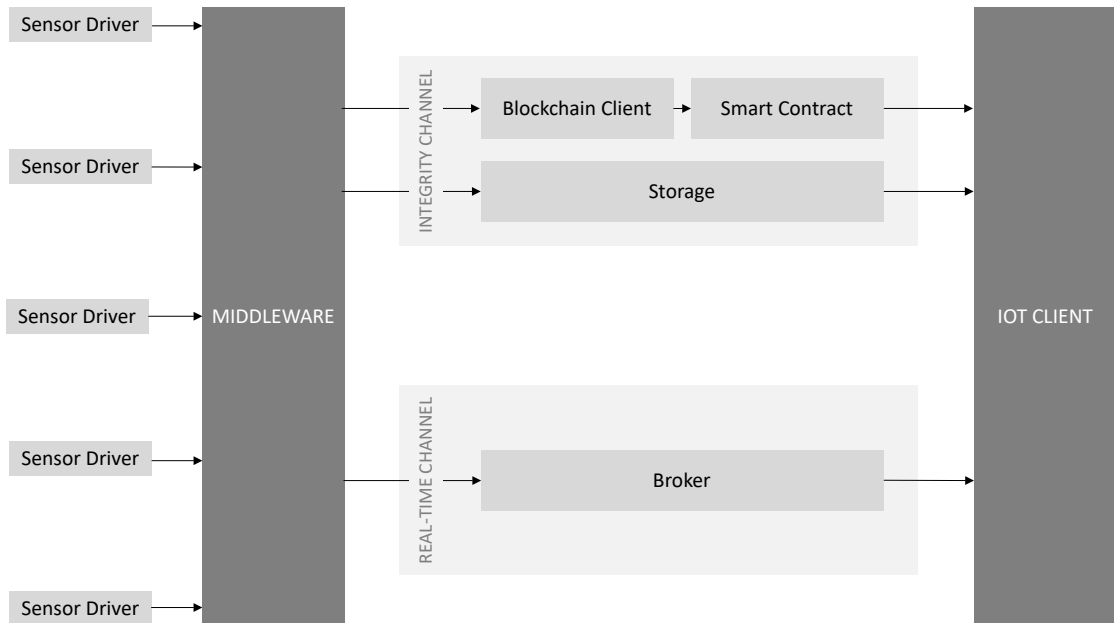 Sensor Driver
Sensor Driver
Sensor Driver
Sensor Driver
Sensor Driver
MIDDLEWARE
INTEGRITY CHANNEL
Blockchain Client
Smart Contract
Storage
REAL-TIME CHANNEL
Broker
IOT CLIENT